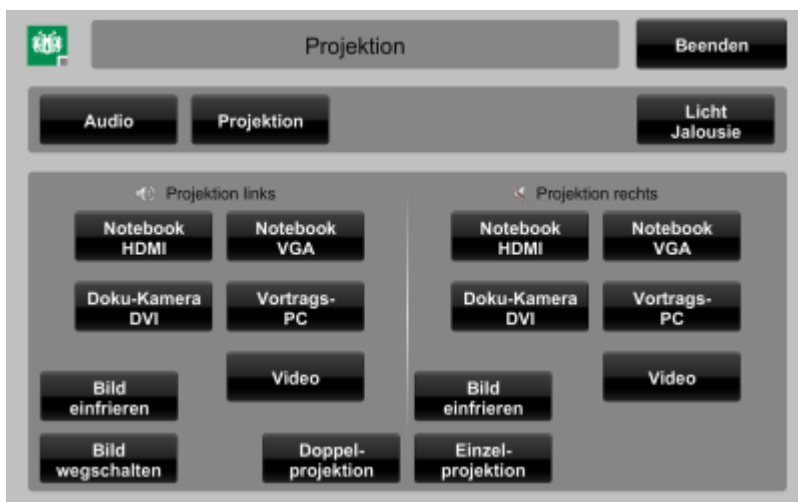 Projektion
Beenden
Audio
Projektion
Licht
Jalousie
Projektion links
Projektion rechts
Notebook
HDMI
Notebook
VGA
Notebook
HDMI
Notebook
VGA
Doku-Kamera
DVI
Vortrags-
PC
Doku-Kamera
DVI
Vortrags-
PC
Bild
einfrieren
Video
Bild
einfrieren
Video
Bild
wegschalten
Doppel-
projektion
Einzel-
projektion